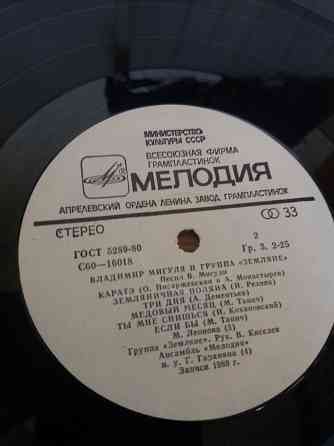 МИНИСТЕРСТВО
КУЛЬТУРЫ СССР
ВСЕСОЮЗНАЯ ФИРМА
ГРАМПЛАСТИНОК
МЕЛОДИЯ
АПРЕЛЕВСКИЙ ОРДЕНА ЛЕНИНА ЗАВОД ГРАМПЛАСТИНОК
СТЕРЕО
33
ГОСТ 5289-80
2
С60—16018
Гр. 3. 2-25
ВЛАДИМИР МИГУЛЯ И ГРУППА «ЗЕМЛЯНЕ»
Песни В. Мигули
КАРАТЭ (О. Писаржевская и А. Монастырев)
ЗЕМЛЯНИЧНАЯ ПОЛЯНА (И. Резник)
ТРИ ДНЯ (А. Дементьев)
МЕДОВЫЙ МЕСЯЦ (М. Танич)
ТЫ МНЕ СНИШЬСЯ (И. Кохановский)
ЕСЛИ БЫ (М. Танич)
М. Леонова (3)
Группа «Земляне». Рук. В. Киселев
Ансамбль «Мелодия»
п. у. Г. Гараняна (4)
Записи 1980 г.